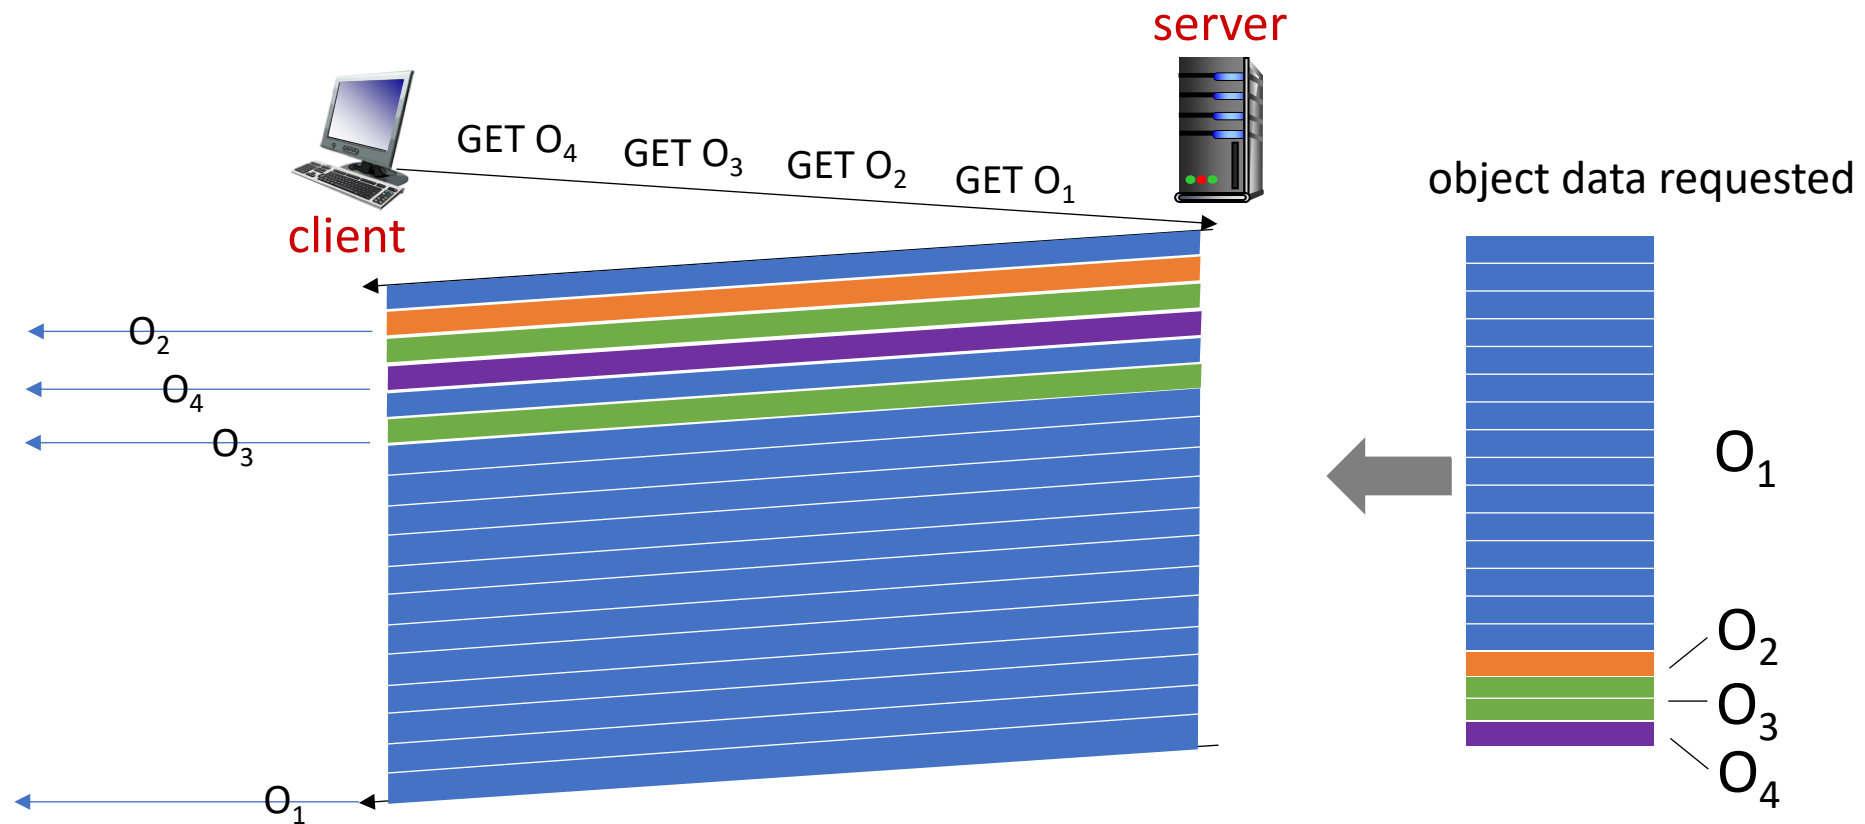 server
GET O₄
GET O₃
GET O₂
GET O₁
object data requested
client
O₂
O₄
O₃
O₁
O₁
O₂
O₃
O₄